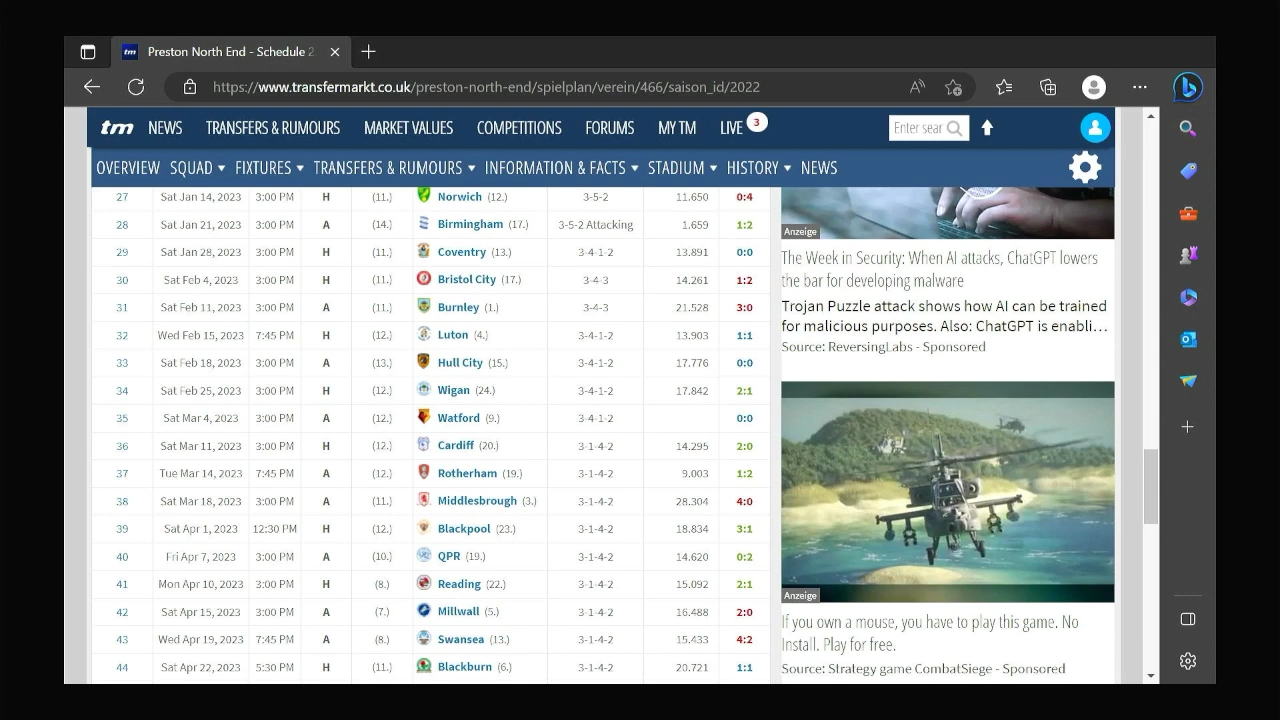 tm Preston North End - Schedule 2
https://www.transfermarkt.co.uk/preston-north-end/spielplan/verein/466/saison_id/2022
tm NEWS TRANSFERS & RUMOURS MARKET VALUES COMPETITIONS FORUMS MY TM LIVE 3 Enter sear
OVERVIEW SQUAD FIXTURES TRANSFERS & RUMOURS INFORMATION & FACTS STADIUM HISTORY NEWS
27 Sat Jan 14, 2023 3:00 PM H (11.) Norwich (12.) 3-5-2 11.650 0:4
28 Sat Jan 21, 2023 3:00 PM A (14.) Birmingham (17.) 3-5-2 Attacking 1.659 1:2
29 Sat Jan 28, 2023 3:00 PM H (11.) Coventry (13.) 3-4-1-2 13.891 0:0
30 Sat Feb 4, 2023 3:00 PM H (11.) Bristol City (17.) 3-4-3 14.261 1:2
31 Sat Feb 11, 2023 3:00 PM A (11.) Burnley (1.) 3-4-3 21.528 3:0
32 Wed Feb 15, 2023 7:45 PM H (12.) Luton (4.) 3-4-1-2 13.903 1:1
33 Sat Feb 18, 2023 3:00 PM A (13.) Hull City (15.) 3-4-1-2 17.776 0:0
34 Sat Feb 25, 2023 3:00 PM H (12.) Wigan (24.) 3-4-1-2 17.842 2:1
35 Sat Mar 4, 2023 3:00 PM A (12.) Watford (9.) 3-4-1-2 0:0
36 Sat Mar 11, 2023 3:00 PM H (12.) Cardiff (20.) 3-1-4-2 14.295 2:0
37 Tue Mar 14, 2023 7:45 PM A (12.) Rotherham (19.) 3-1-4-2 9.003 1:2
38 Sat Mar 18, 2023 3:00 PM A (11.) Middlesbrough (3.) 3-1-4-2 28.304 4:0
39 Sat Apr 1, 2023 12:30 PM H (12.) Blackpool (23.) 3-1-4-2 18.834 3:1
40 Fri Apr 7, 2023 3:00 PM A (10.) QPR (19.) 3-1-4-2 14.620 0:2
41 Mon Apr 10, 2023 3:00 PM H (8.) Reading (22.) 3-1-4-2 15.092 2:1
42 Sat Apr 15, 2023 3:00 PM A (7.) Millwall (5.) 3-1-4-2 16.488 2:0
43 Wed Apr 19, 2023 7:45 PM A (8.) Swansea (13.) 3-1-4-2 15.433 4:2
44 Sat Apr 22, 2023 5:30 PM H (11.) Blackburn (6.) 3-1-4-2 20.721 1:1
Anzeige
The Week in Security: When AI attacks, ChatGPT lowers
the bar for developing malware
Trojan Puzzle attack shows how AI can be trained
for malicious purposes. Also: ChatGPT is enabli...
Source: ReversingLabs - Sponsored
Anzeige
If you own a mouse, you have to play this game. No
Install. Play for free.
Source: Strategy game CombatSiege - Sponsored